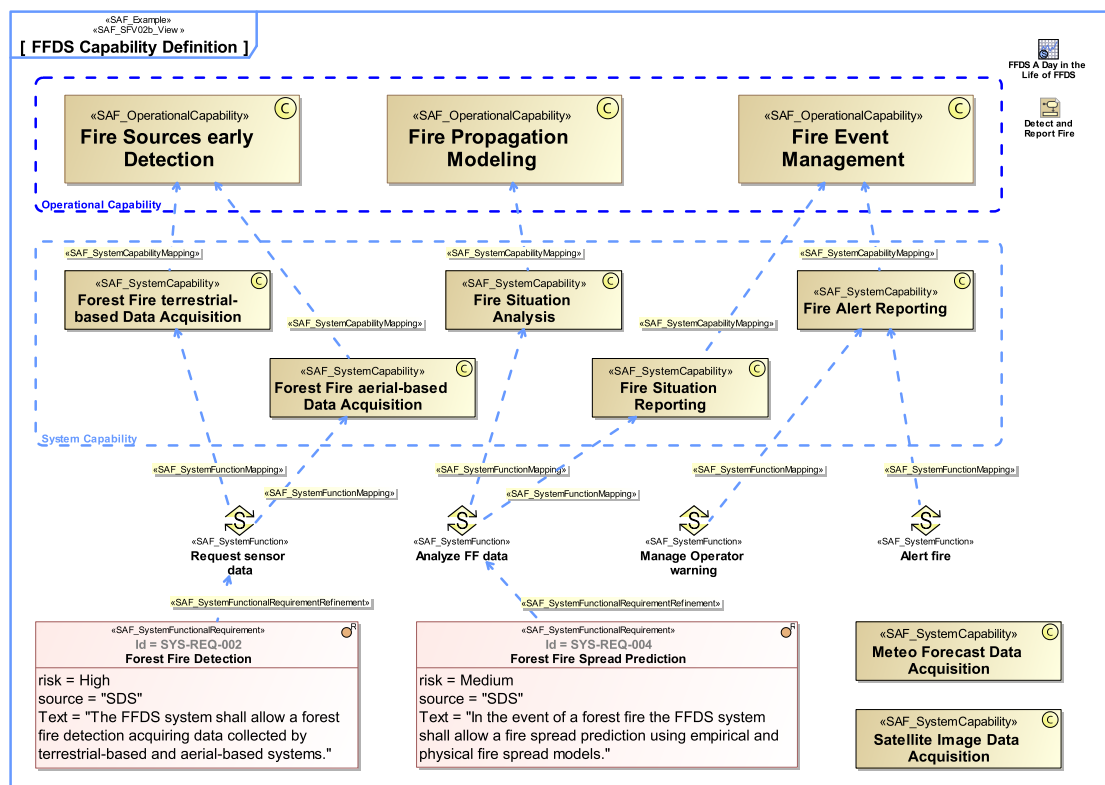 «SAF_Example»
«SAF_SFV02b_View »
[ FFDS Capability Definition ]
FFDS A Day in the
Life of FFDS
Detect and
Report Fire
«SAF_OperationalCapability»
Fire Sources early
Detection
C
«SAF_OperationalCapability»
Fire Propagation
Modeling
C
«SAF_OperationalCapability»
Fire Event
Management
C
Operational Capability
«SAF_SystemCapabilityMapping»
«SAF_SystemCapabilityMapping»
«SAF_SystemCapabilityMapping»
«SAF_SystemCapability»
Forest Fire terrestrial-
based Data Acquisition
C
«SAF_SystemCapability»
Fire Situation
Analysis
C
«SAF_SystemCapability»
Fire Alert Reporting
C
«SAF_SystemCapabilityMapping»
«SAF_SystemCapabilityMapping»
«SAF_SystemCapability»
Forest Fire aerial-based
Data Acquisition
C
«SAF_SystemCapability»
Fire Situation
Reporting
C
System Capability
«SAF_SystemFunctionMapping»
«SAF_SystemFunctionMapping»
«SAF_SystemFunctionMapping»
«SAF_SystemFunctionMapping»
«SAF_SystemFunctionMapping»
«SAF_SystemFunctionMapping»
S
«SAF_SystemFunction»
Request sensor
data
S
«SAF_SystemFunction»
Analyze FF data
S
«SAF_SystemFunction»
Manage Operator
warning
S
«SAF_SystemFunction»
Alert fire
«SAF_SystemFunctionalRequirementRefinement»
«SAF_SystemFunctionalRequirementRefinement»
«SAF_SystemFunctionalRequirement»
R
Id = SYS-REQ-002
Forest Fire Detection
risk = High
source = "SDS"
Text = "The FFDS system shall allow a forest
fire detection acquiring data collected by
terrestrial-based and aerial-based systems."
«SAF_SystemFunctionalRequirement»
R
Id = SYS-REQ-004
Forest Fire Spread Prediction
risk = Medium
source = "SDS"
Text = "In the event of a forest fire the FFDS system
shall allow a fire spread prediction using empirical and
physical fire spread models."
«SAF_SystemCapability»
Meteo Forecast Data
Acquisition
C
«SAF_SystemCapability»
Satellite Image Data
Acquisition
C